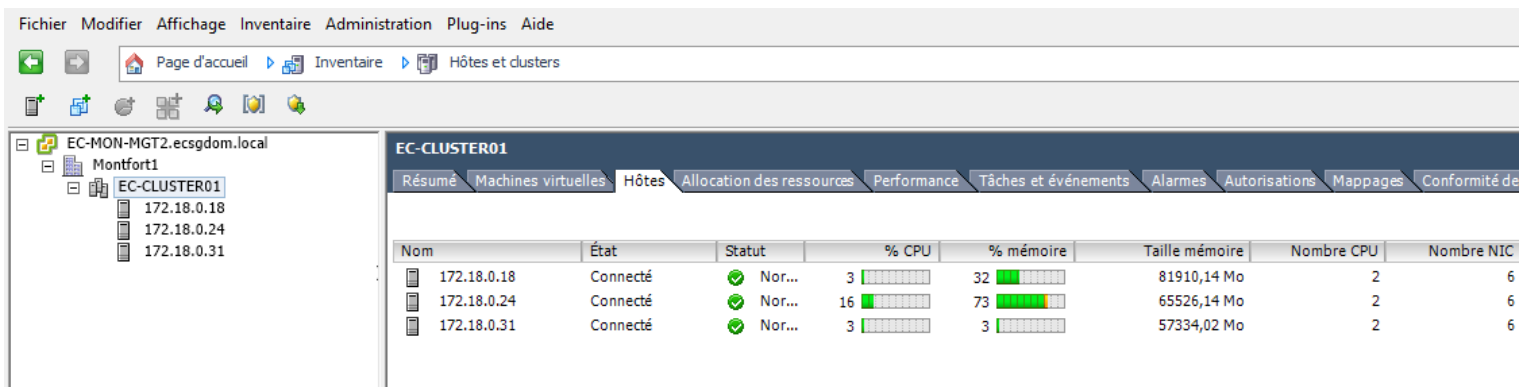 Fichier Modifier Affichage Inventaire Administration Plug-ins Aide
Page d'accueil Inventaire Hôtes et clusters
EC-MON-MGT2.ecsgdom.local
Montfort1
EC-CLUSTER01
172.18.0.18
172.18.0.24
172.18.0.31
EC-CLUSTER01
Résumé Machines virtuelles Hôtes Allocation des ressources Performance Tâches et événements Alarmes Autorisations Mappages Conformité de
Nom État Statut % CPU % mémoire Taille mémoire Nombre CPU Nombre NIC
172.18.0.18 Connecté Nor... 3 32 81910,14 Mo 2 6
172.18.0.24 Connecté Nor... 16 73 65526,14 Mo 2 6
172.18.0.31 Connecté Nor... 3 3 57334,02 Mo 2 6